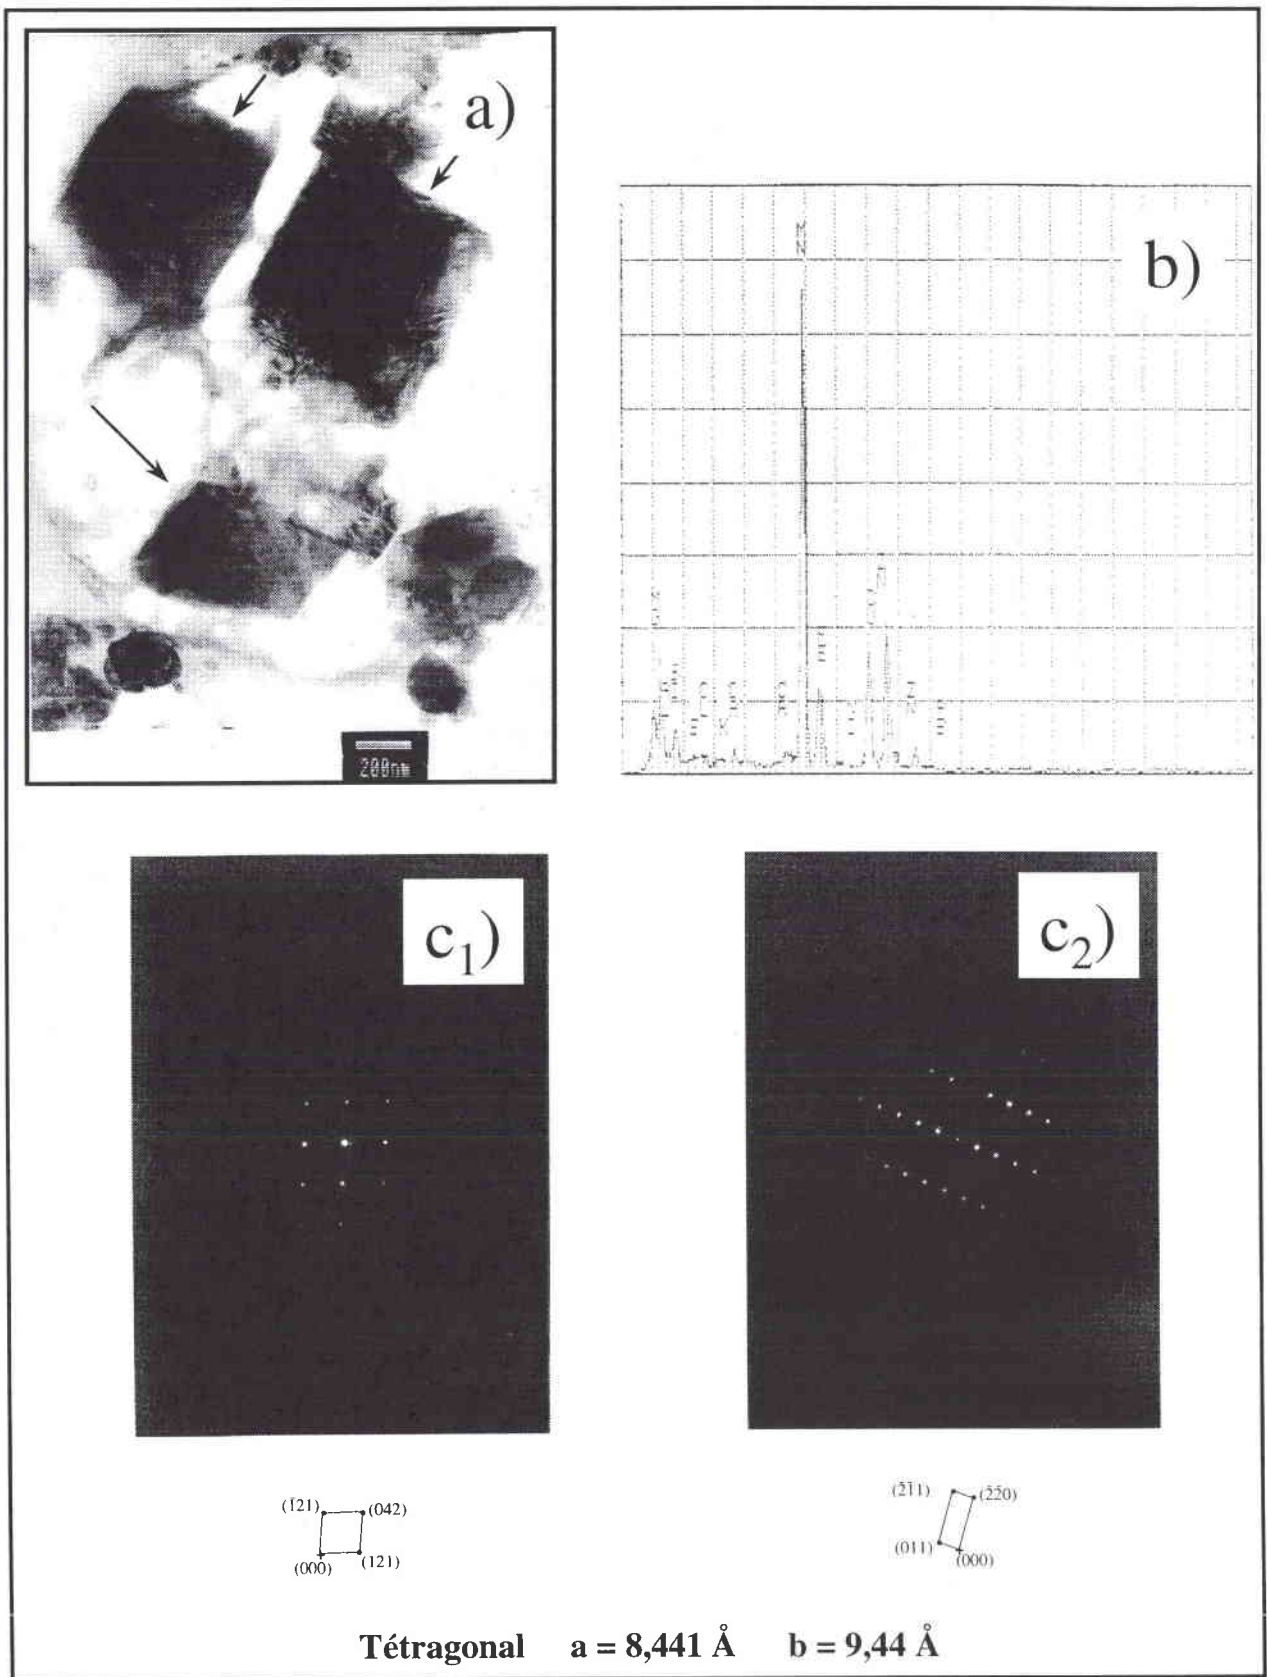 a)
b)
200nm
c₁)
c₂)
(1̄21) (042)
(000) (121)
(2̄1̄1) (2̄2̄0)
(011) (000)
Tétragonal a = 8,441 Å b = 9,44 Å